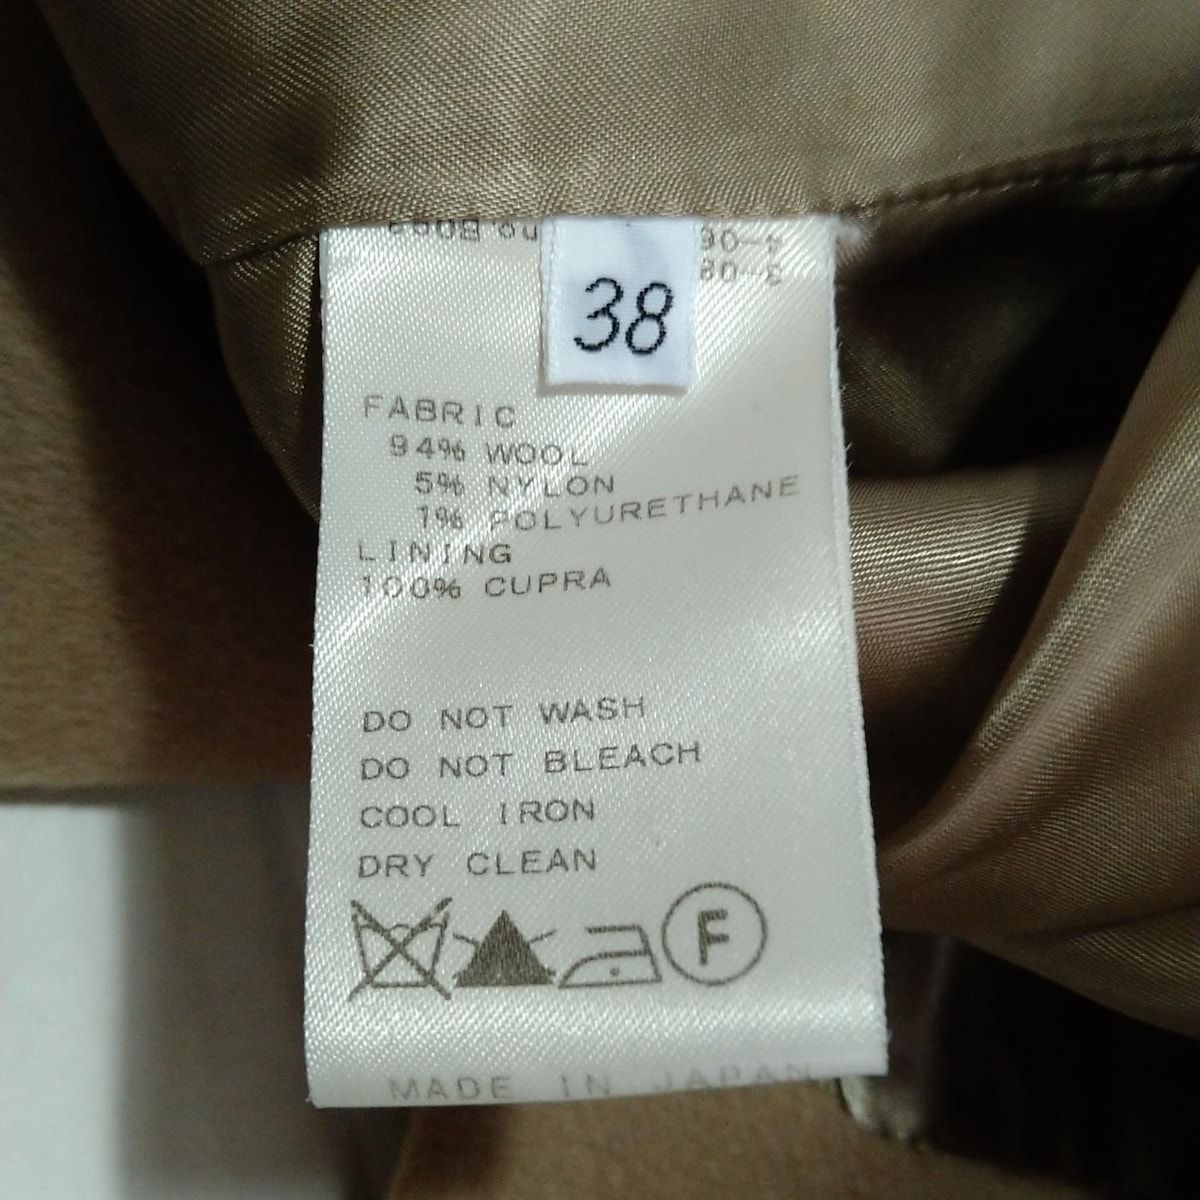 38
FABRIC
94% WOOL
5% NYLON
1% POLYURETHANE
LINING
100% CUPRA
DO NOT WASH
DO NOT BLEACH
COOL IRON
DRY CLEAN
F
MADE IN JAPAN